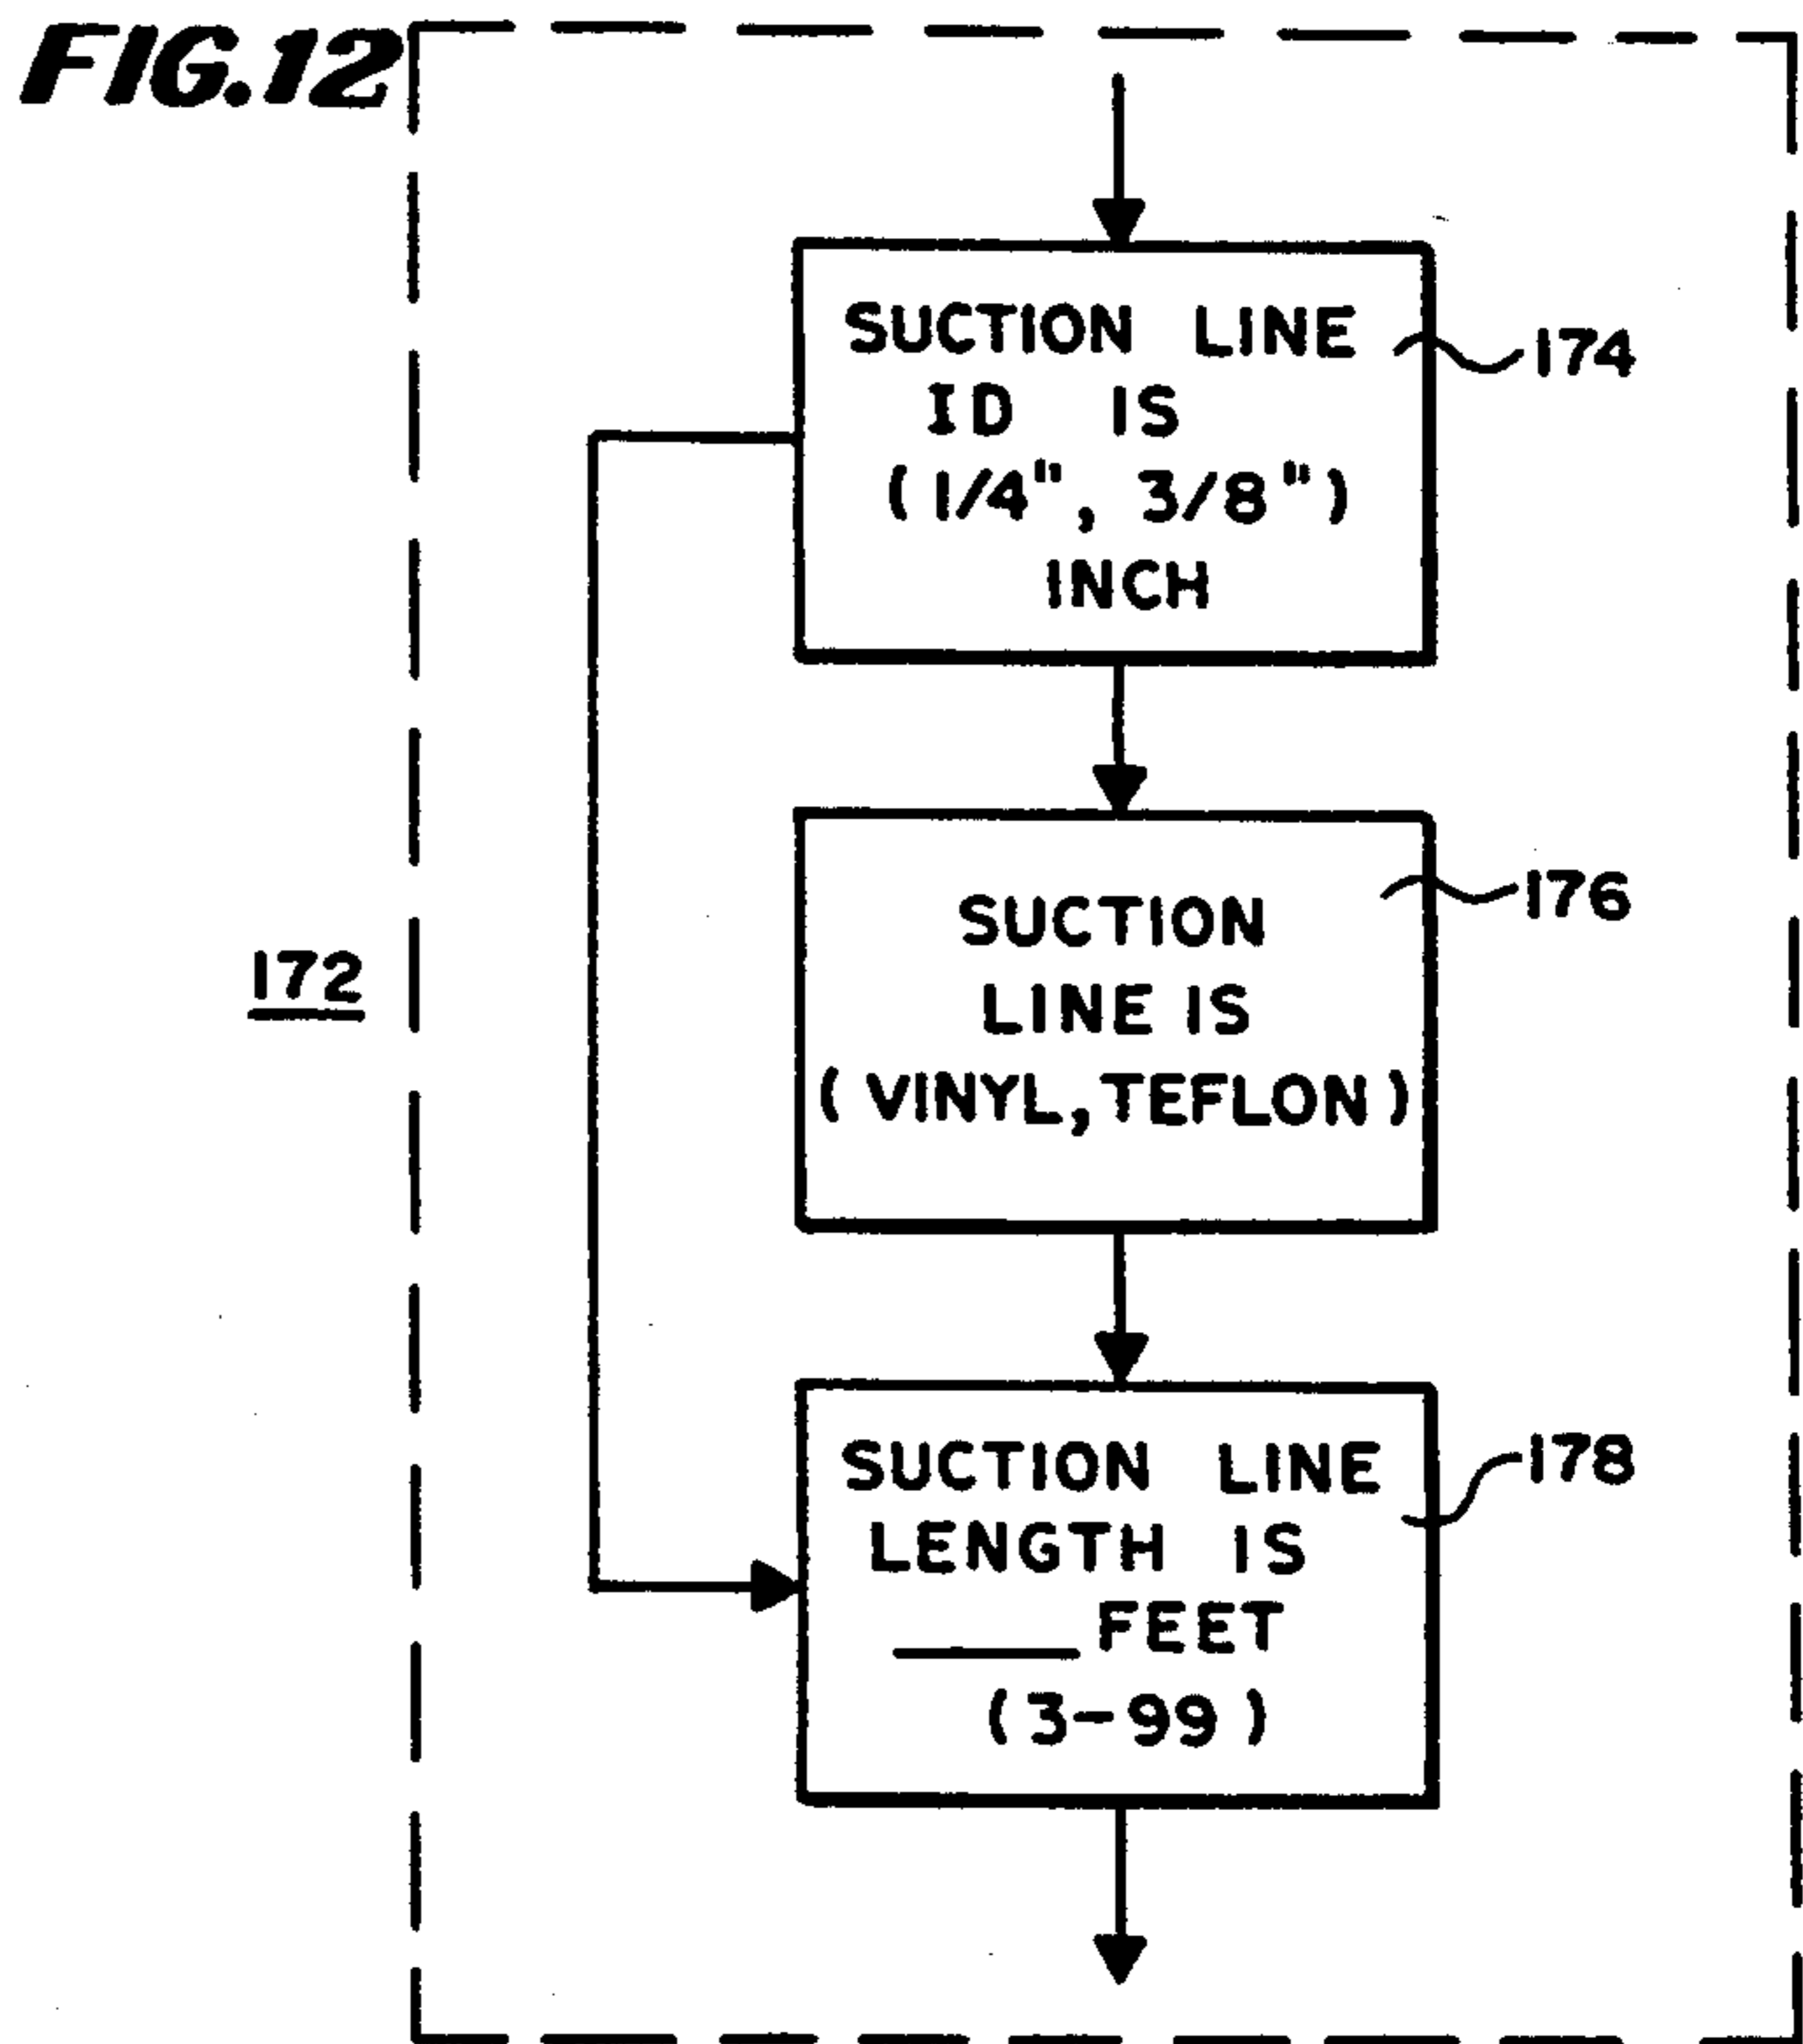 FIG.12
SUCTION LINE
ID IS
(1/4", 3/8")
INCH
174
SUCTION
LINE IS
(VINYL, TEFLON)
176
172
SUCTION LINE
LENGTH IS
____ FEET
(3-99)
178